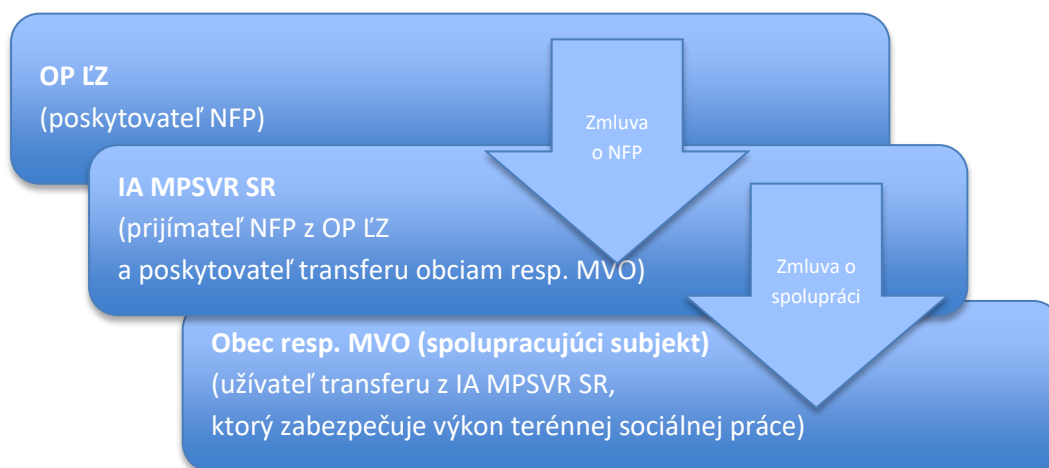 OP ĽZ
(poskytovateľ NFP)
Zmluva
o NFP
IA MPSVR SR
(prijímateľ NFP z OP ĽZ
a poskytovateľ transferu obciam resp. MVO)
Zmluva o
spolupráci
Obec resp. MVO (spolupracujúci subjekt)
(užívateľ transferu z IA MPSVR SR,
ktorý zabezpečuje výkon terénnej sociálnej práce)